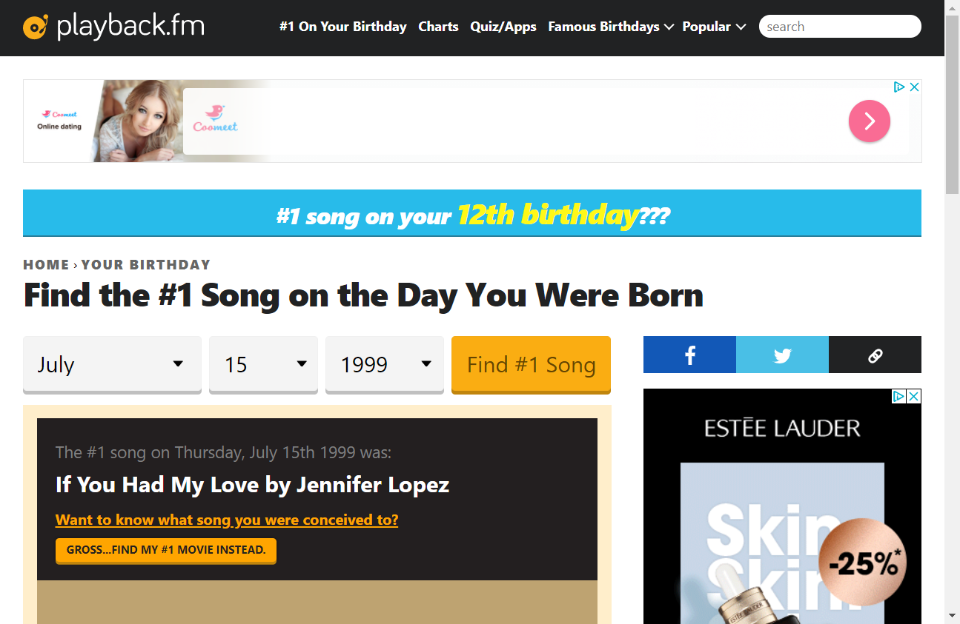 playback.fm
#1 On Your Birthday Charts Quiz/Apps Famous Birthdays Popular search
Coomeet
Online dating
Coomeet
#1 song on your 12th birthday???
HOME › YOUR BIRTHDAY
Find the #1 Song on the Day You Were Born
July 15 1999 Find #1 Song
The #1 song on Thursday, July 15th 1999 was:
If You Had My Love by Jennifer Lopez
Want to know what song you were conceived to?
GROSS...FIND MY #1 MOVIE INSTEAD.
ESTĒE LAUDER
Skin
Skin
-25%*